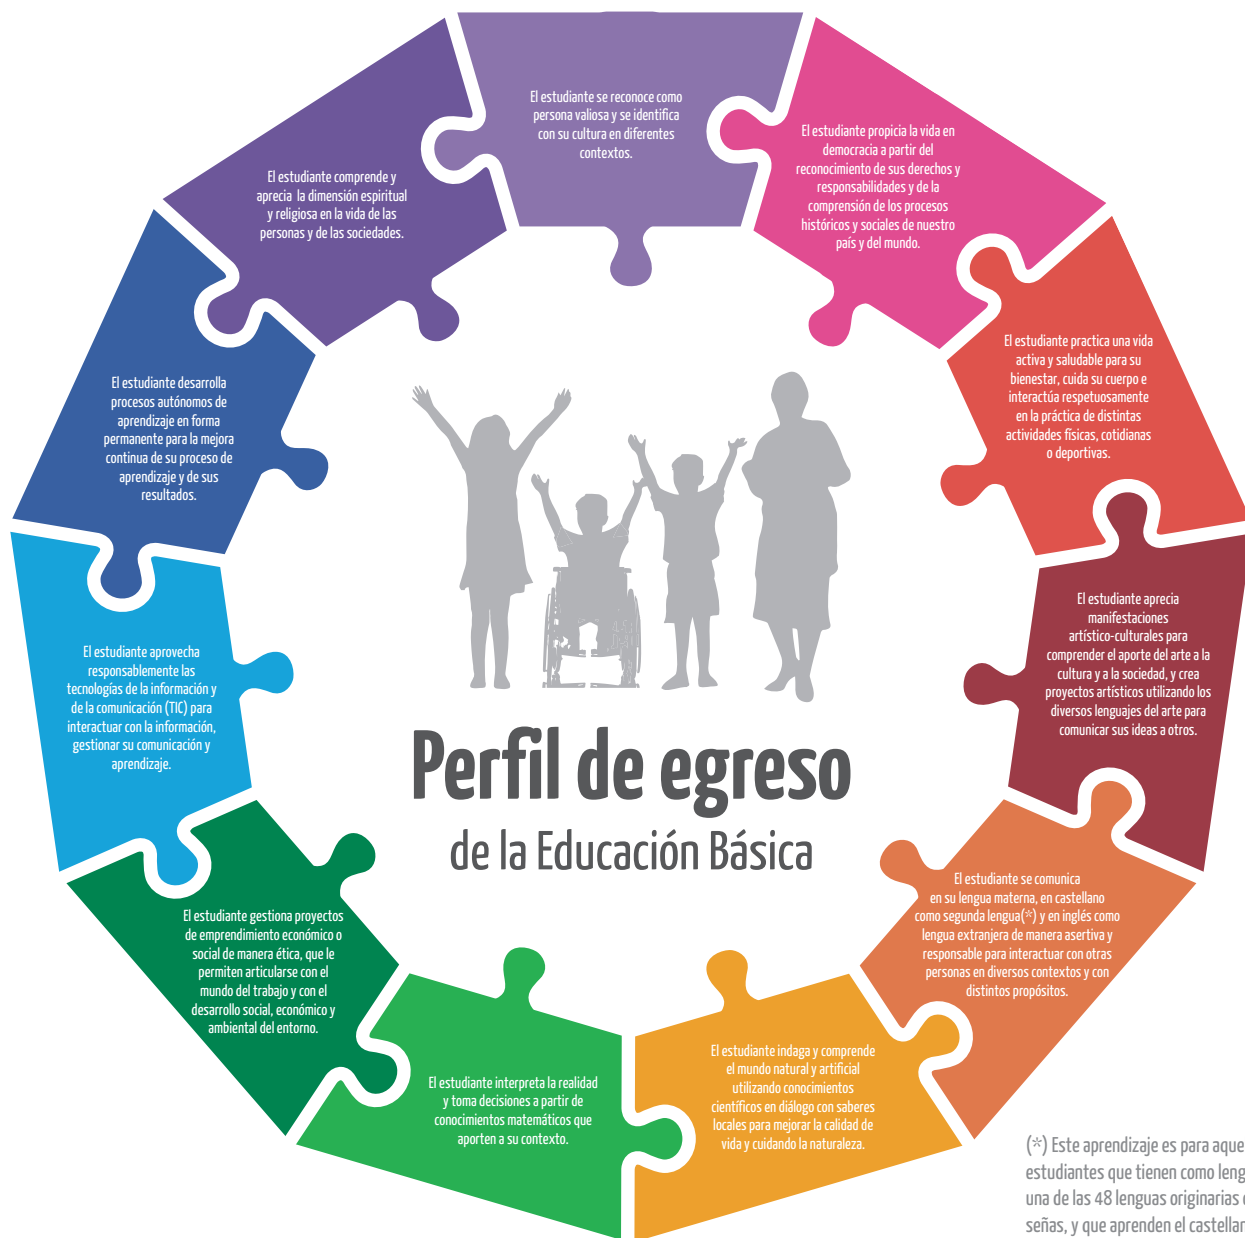 El estudiante se reconoce como
persona valiosa y se identifica
con su cultura en diferentes
contextos.
El estudiante propicia la vida en
democracia a partir del
reconocimiento de sus derechos y
responsabilidades y de la
comprensión de los procesos
históricos y sociales de nuestro
país y del mundo.
El estudiante practica una vida
activa y saludable para su
bienestar, cuida su cuerpo e
interactúa respetuosamente
en la práctica de distintas
actividades físicas, cotidianas
o deportivas.
El estudiante aprecia
manifestaciones
artístico-culturales para
comprender el aporte del arte a la
cultura y a la sociedad, y crea
proyectos artísticos utilizando los
diversos lenguajes del arte para
comunicar sus ideas a otros.
El estudiante se comunica
en su lengua materna, en castellano
como segunda lengua(*) y en inglés como
lengua extranjera de manera asertiva y
responsable para interactuar con otras
personas en diversos contextos y con
distintos propósitos.
El estudiante indaga y comprende
el mundo natural y artificial
utilizando conocimientos
científicos en diálogo con saberes
locales para mejorar la calidad de
vida y cuidando la naturaleza.
El estudiante interpreta la realidad
y toma decisiones a partir de
conocimientos matemáticos que
aporten a su contexto.
El estudiante gestiona proyectos
de emprendimiento económico o
social de manera ética, que le
permiten articularse con el
mundo del trabajo y con el
desarrollo social, económico y
ambiental del entorno.
El estudiante aprovecha
responsablemente las
tecnologías de la información y
de la comunicación (TIC) para
interactuar con la información,
gestionar su comunicación y
aprendizaje.
El estudiante desarrolla
procesos autónomos de
aprendizaje en forma
permanente para la mejora
continua de su proceso de
aprendizaje y de sus
resultados.
El estudiante comprende y
aprecia la dimensión espiritual
y religiosa en la vida de las
personas y de las sociedades.
Perfil de egreso
de la Educación Básica
(*) Este aprendizaje es para
estudiantes que tienen como
una de las 48 lenguas originarias
señas, y que aprenden el